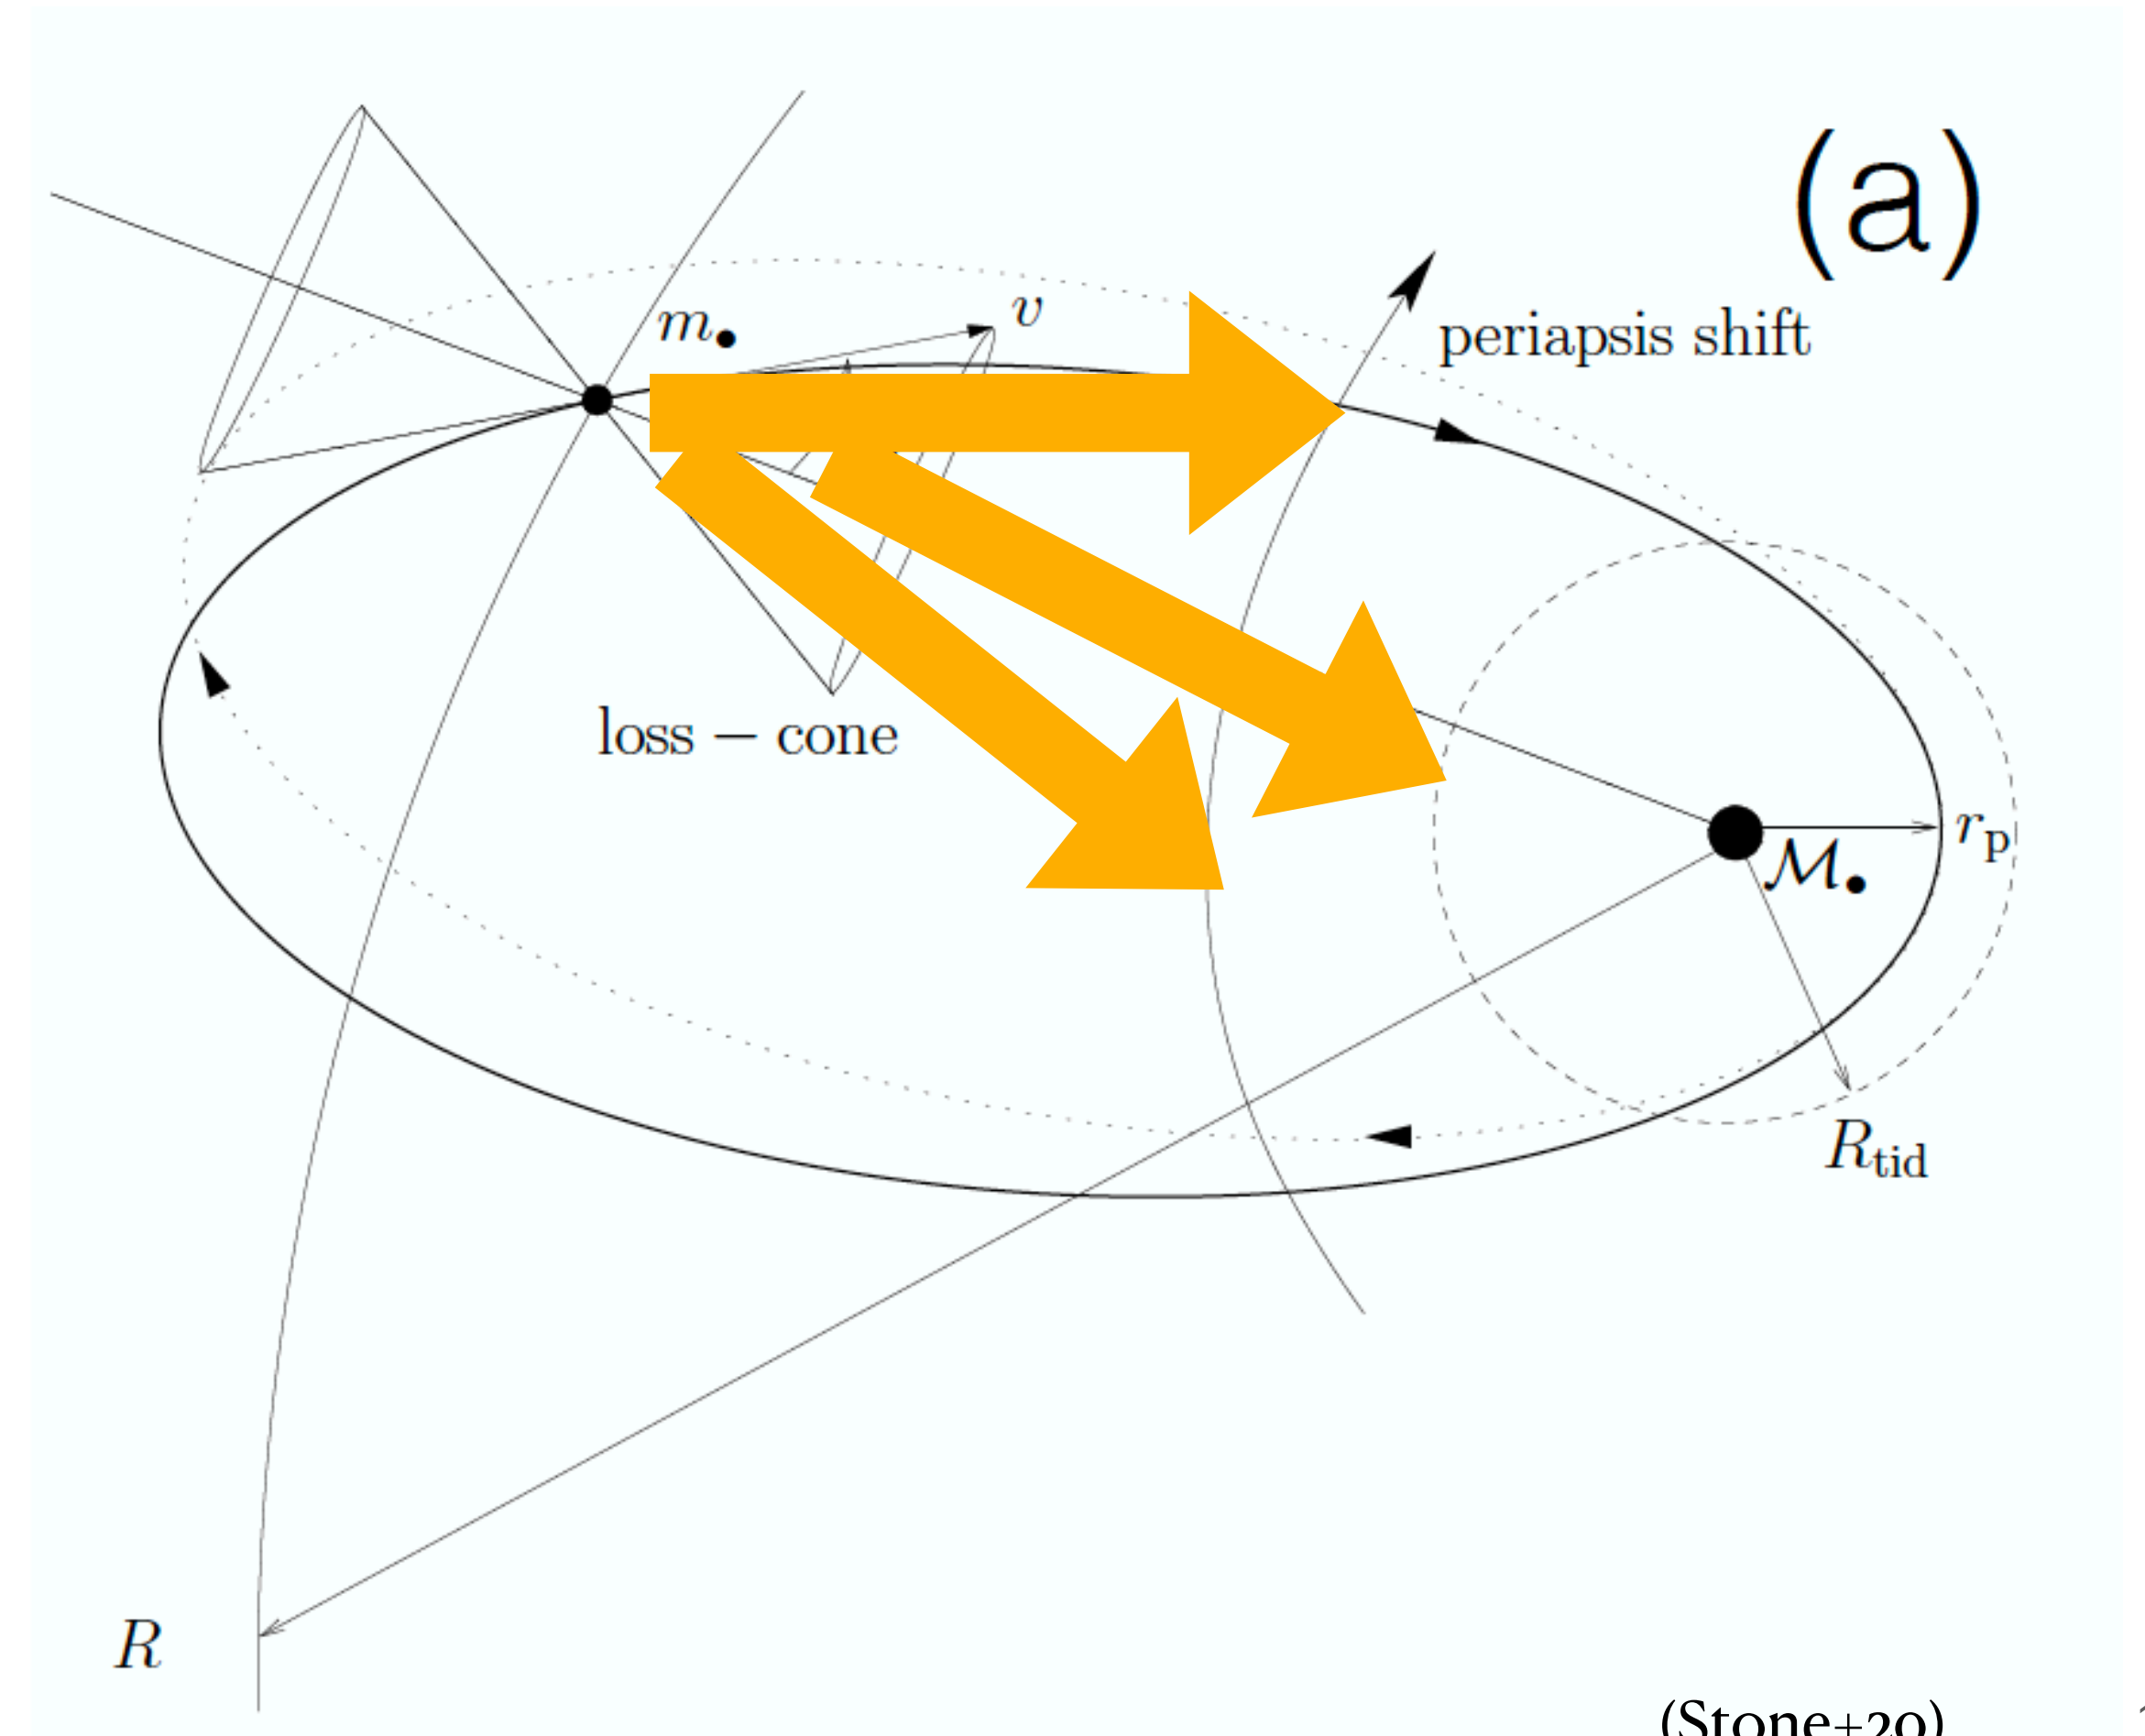 (a)
m•
v
periapsis shift
loss – cone
r_p
ℳ•
R_tid
R
(Stone+20)